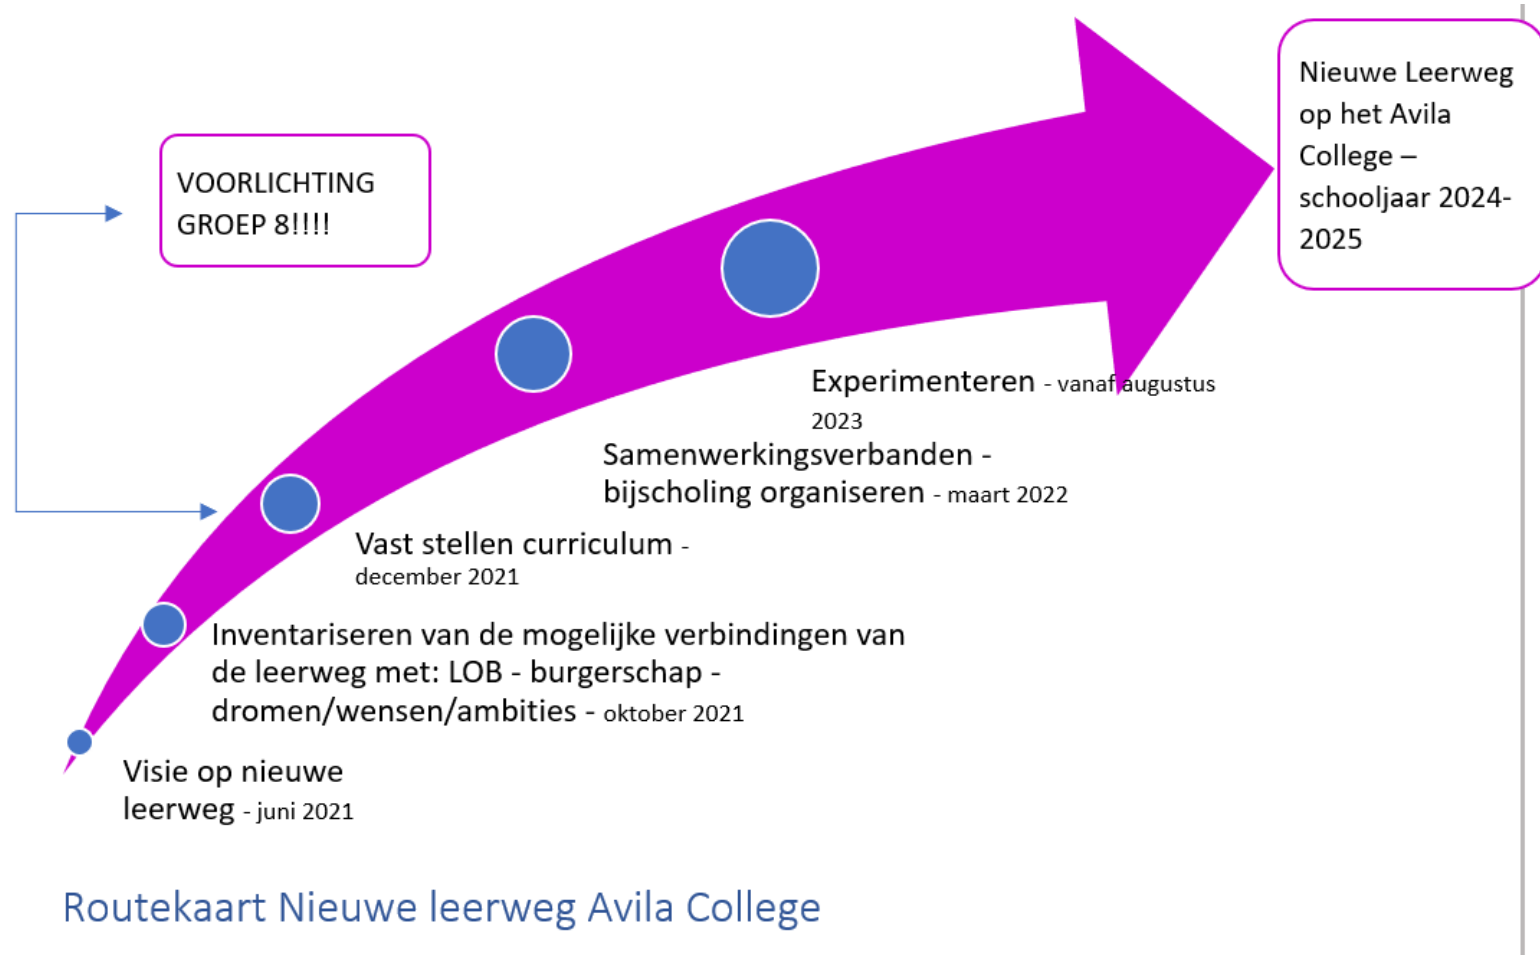 Nieuwe Leerweg
op het Avila
College –
schooljaar 2024-
2025
VOORLICHTING
GROEP 8!!!!
Experimenteren - vanaf augustus
2023
Samenwerkingsverbanden -
bijscholing organiseren - maart 2022
Vast stellen curriculum -
december 2021
Inventariseren van de mogelijke verbindingen van
de leerweg met: LOB - burgerschap -
dromen/wensen/ambities - oktober 2021
Visie op nieuwe
leerweg - juni 2021
Routekaart Nieuwe leerweg Avila College